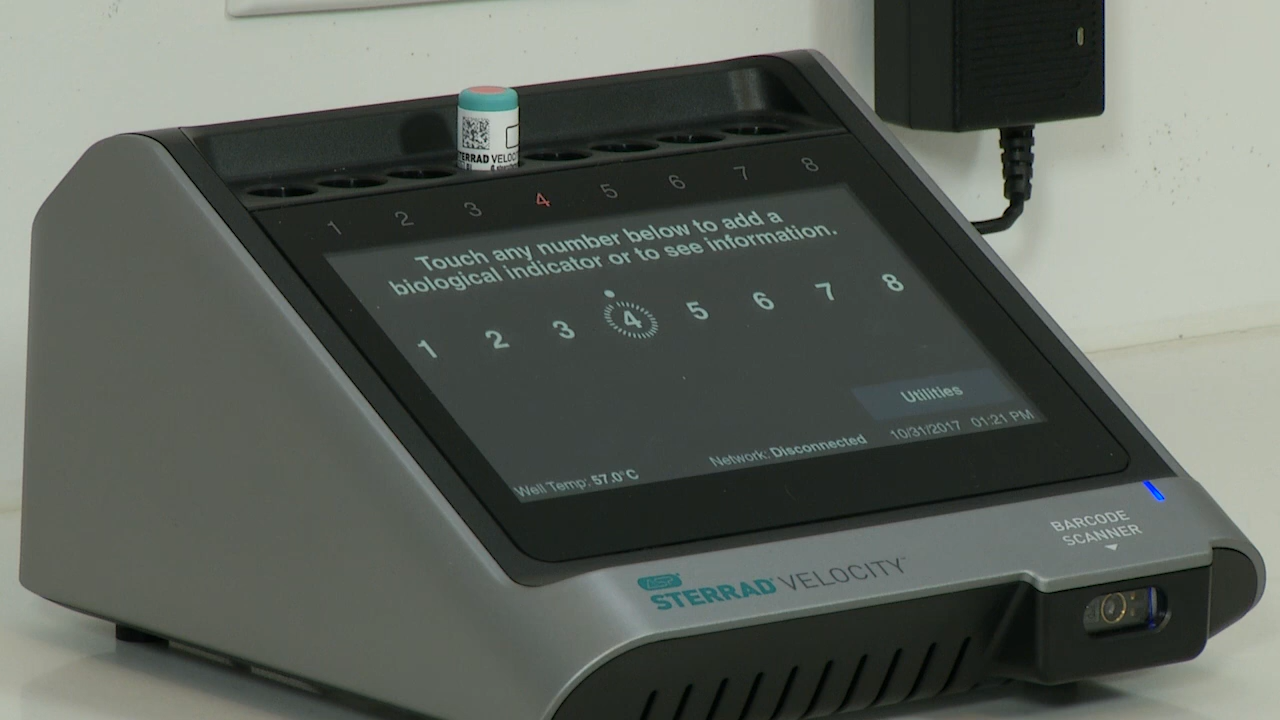 STERRAD VELOC
1 2 3 4 5 6 7 8
Touch any number below to add a
biological indicator or to see information.
1 2 3 4 5 6 7 8
Utilities
Well Temp: 57.0°C Network: Disconnected 10/31/2017 01:21 PM
BARCODE
SCANNER
ASP
STERRAD VELOCITY™